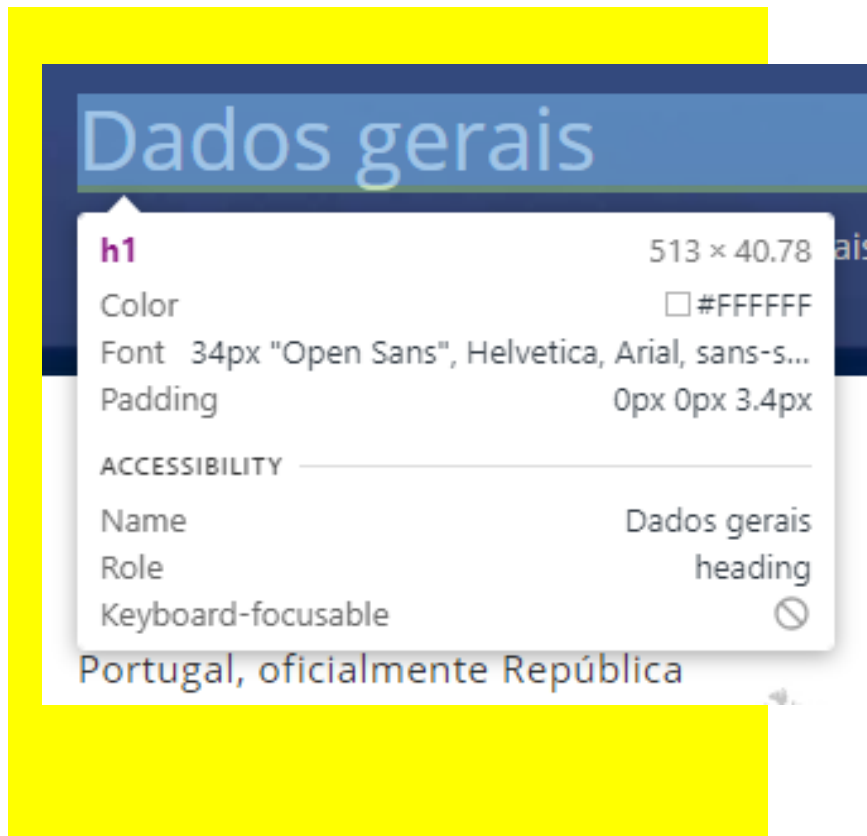 Dados gerais
h1 513 × 40.78
ais
Color #FFFFFF
Font 34px "Open Sans", Helvetica, Arial, sans-s...
Padding 0px 0px 3.4px
ACCESSIBILITY
Name Dados gerais
Role heading
Keyboard-focusable
Portugal, oficialmente República